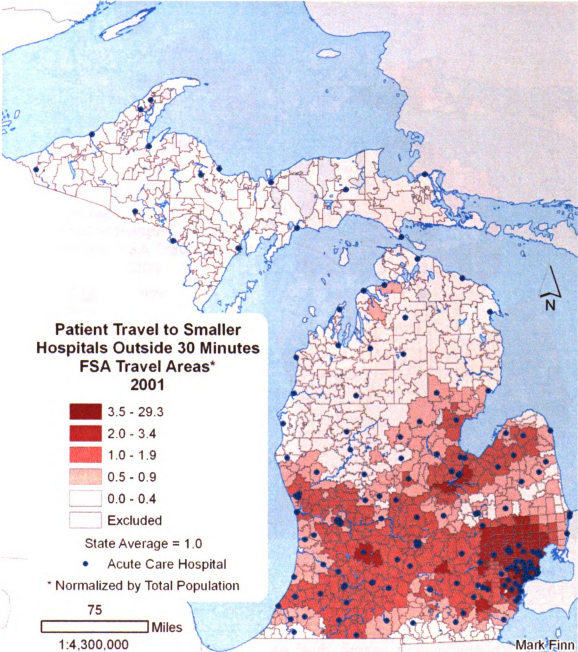 N
Patient Travel to Smaller
Hospitals Outside 30 Minutes
FSA Travel Areas*
2001
3.5 - 29.3
2.0 - 3.4
1.0 - 1.9
0.5 - 0.9
0.0 - 0.4
Excluded
State Average = 1.0
Acute Care Hospital
* Normalized by Total Population
75
Miles
1:4,300,000
Mark Finn